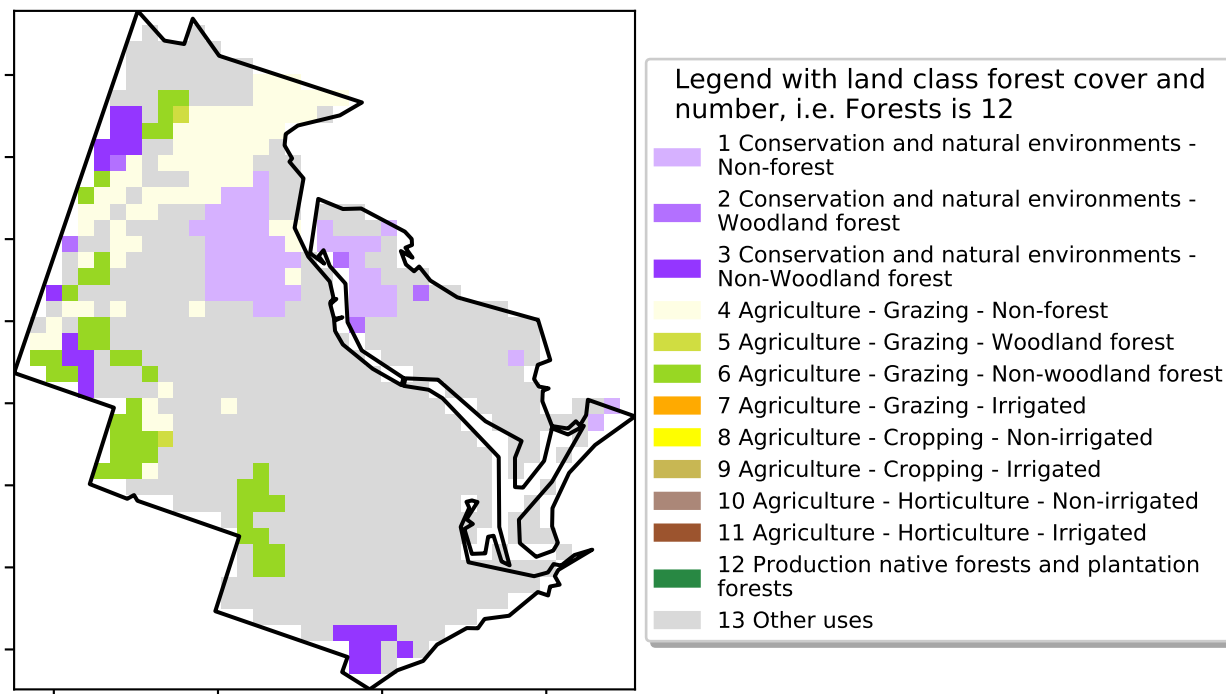 Legend with land class forest cover and
number, i.e. Forests is 12
1 Conservation and natural environments -
Non-forest
2 Conservation and natural environments -
Woodland forest
3 Conservation and natural environments -
Non-Woodland forest
4 Agriculture - Grazing - Non-forest
5 Agriculture - Grazing - Woodland forest
6 Agriculture - Grazing - Non-woodland forest
7 Agriculture - Grazing - Irrigated
8 Agriculture - Cropping - Non-irrigated
9 Agriculture - Cropping - Irrigated
10 Agriculture - Horticulture - Non-irrigated
11 Agriculture - Horticulture - Irrigated
12 Production native forests and plantation
forests
13 Other uses